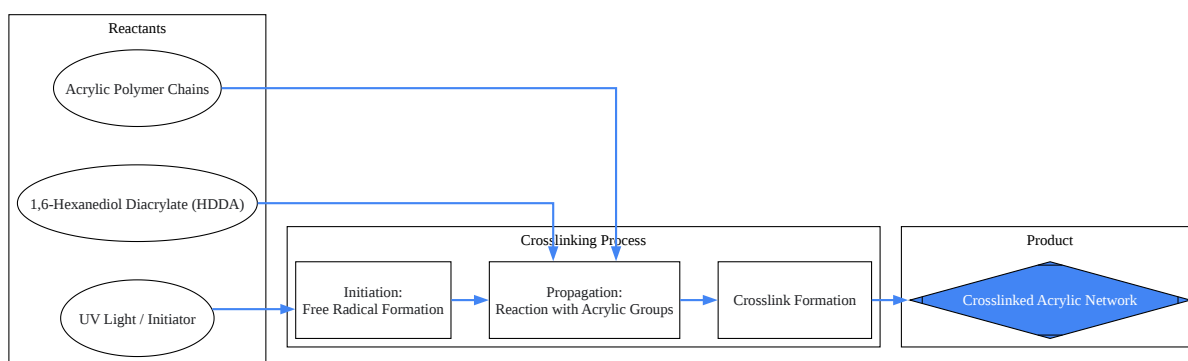 Reactants
Acrylic Polymer Chains
1,6-Hexanediol Diacrylate (HDDA)
UV Light / Initiator
Crosslinking Process
Initiation:
Free Radical Formation
Propagation:
Reaction with Acrylic Groups
Crosslink Formation
Product
Crosslinked Acrylic Network